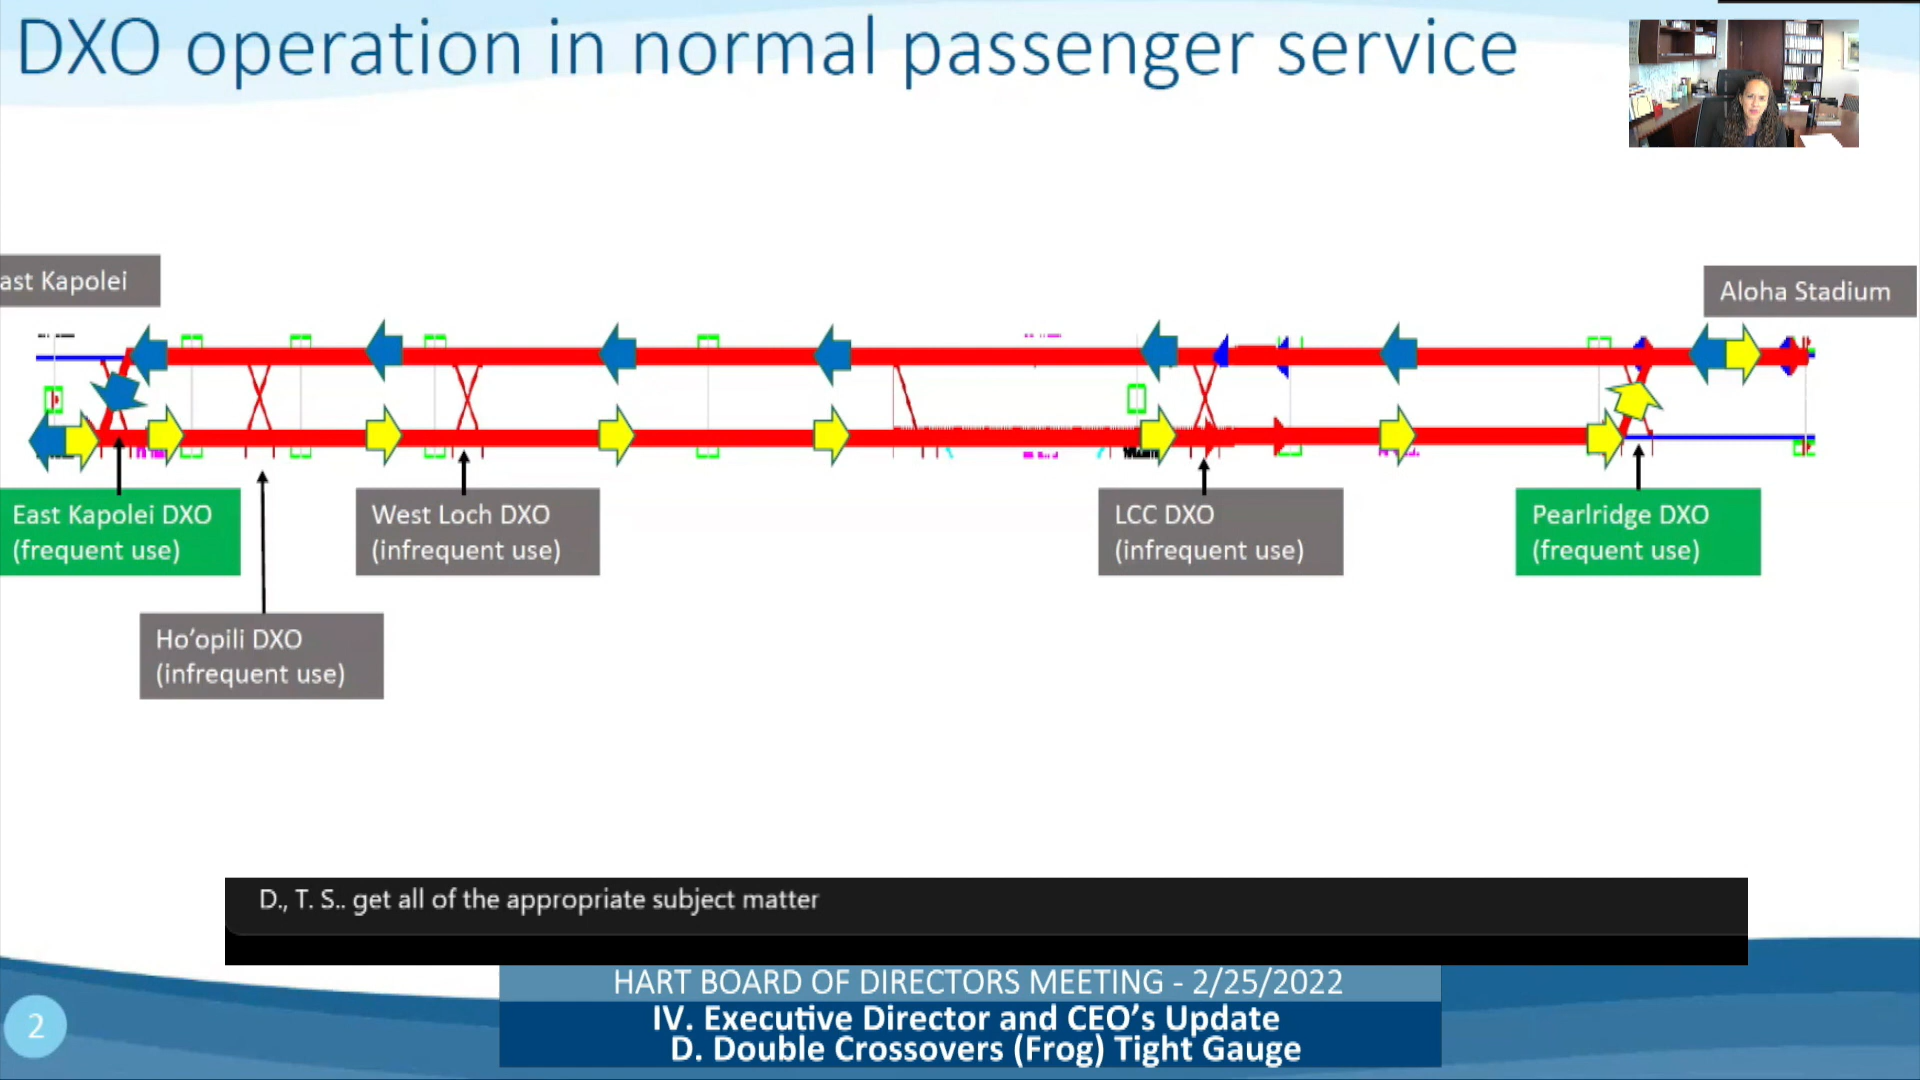 DXO operation in normal passenger service
ast Kapolei
Aloha Stadium
East Kapolei DXO
(frequent use)
West Loch DXO
(infrequent use)
LCC DXO
(infrequent use)
Pearlridge DXO
(frequent use)
Ho’opili DXO
(infrequent use)
D., T. S.. get all of the appropriate subject matter
HART BOARD OF DIRECTORS MEETING - 2/25/2022
IV. Executive Director and CEO’s Update
D. Double Crossovers (Frog) Tight Gauge
2